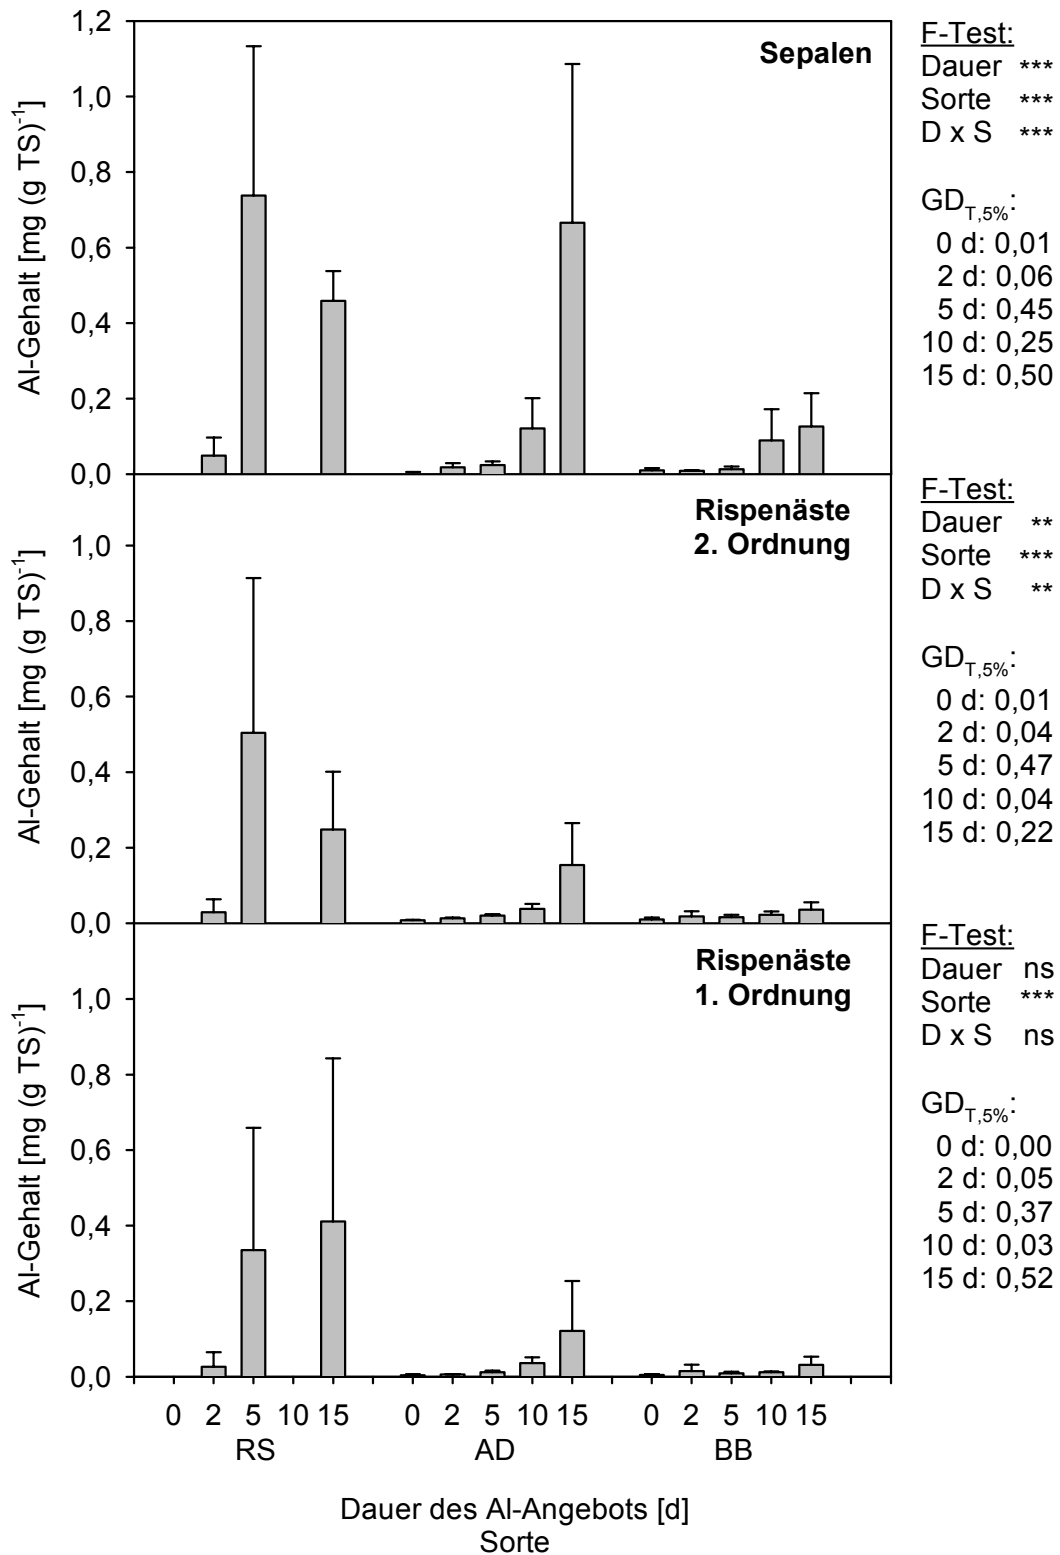 Sepalen
Al-Gehalt [mg (g TS)⁻¹]
1,2
1,0
0,8
0,6
0,4
0,2
0,0
F-Test:
Dauer ***
Sorte ***
D x S ***
GD T,5%:
0 d: 0,01
2 d: 0,06
5 d: 0,45
10 d: 0,25
15 d: 0,50
Rispenäste
2. Ordnung
Al-Gehalt [mg (g TS)⁻¹]
1,0
0,8
0,6
0,4
0,2
0,0
F-Test:
Dauer **
Sorte ***
D x S **
GD T,5%:
0 d: 0,01
2 d: 0,04
5 d: 0,47
10 d: 0,04
15 d: 0,22
Rispenäste
1. Ordnung
Al-Gehalt [mg (g TS)⁻¹]
1,0
0,8
0,6
0,4
0,2
0,0
F-Test:
Dauer ns
Sorte ***
D x S ns
GD T,5%:
0 d: 0,00
2 d: 0,05
5 d: 0,37
10 d: 0,03
15 d: 0,52
0 2 5 10 15 0 2 5 10 15 0 2 5 10 15
RS AD BB
Dauer des Al-Angebots [d]
Sorte